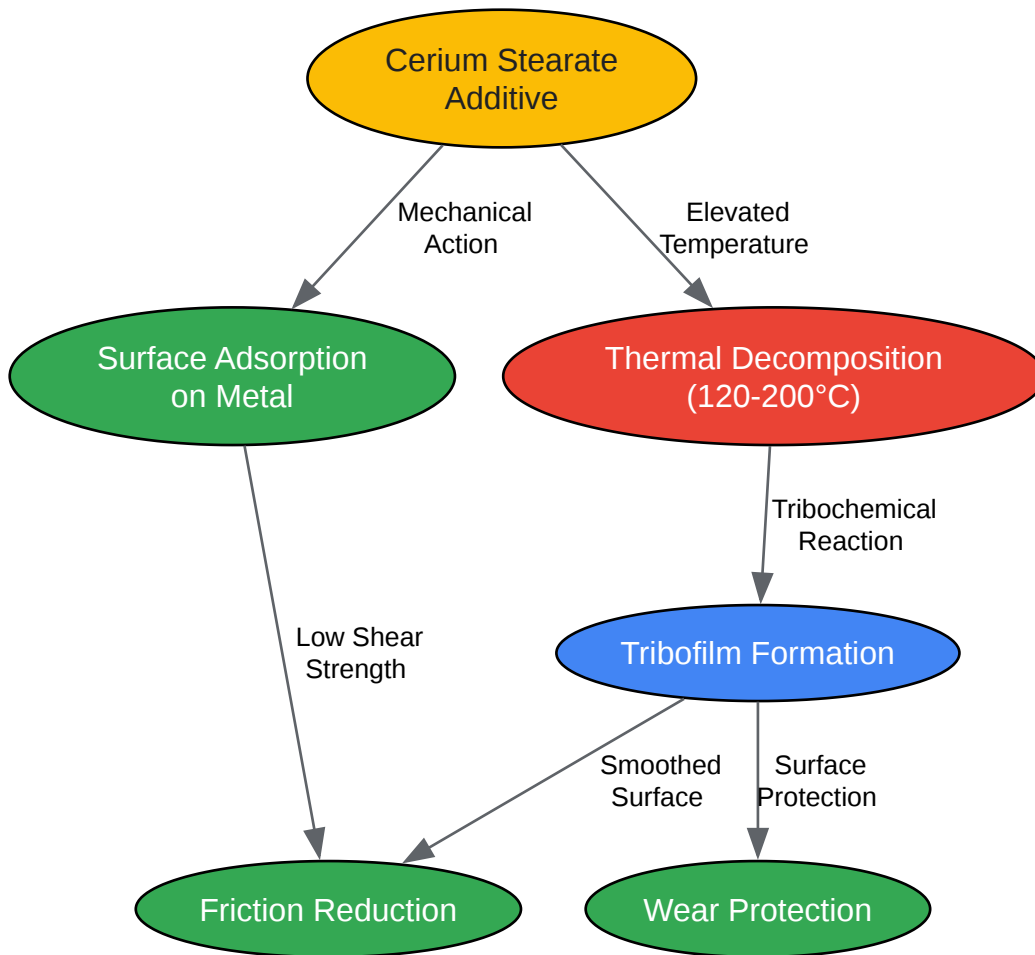 Cerium Stearate
Additive
Mechanical
Action
Elevated
Temperature
Surface Adsorption
on Metal
Thermal Decomposition
(120-200°C)
Tribochemical
Reaction
Low Shear
Strength
Tribofilm Formation
Smoothed
Surface
Surface
Protection
Friction Reduction
Wear Protection